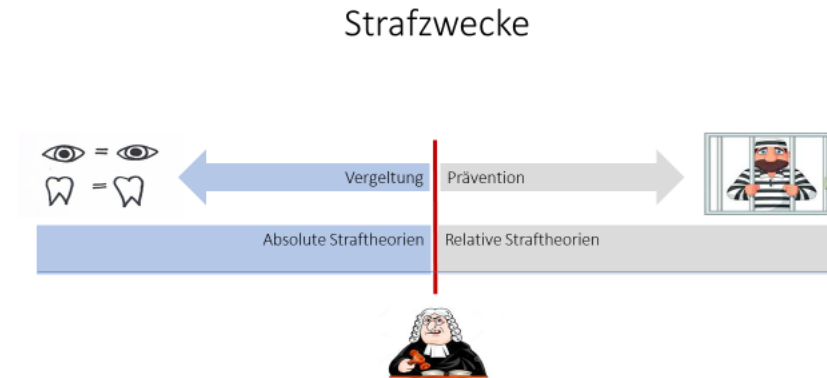 Strafzwecke
=
=
Vergeltung
Prävention
Absolute Straftheorien
Relative Straftheorien